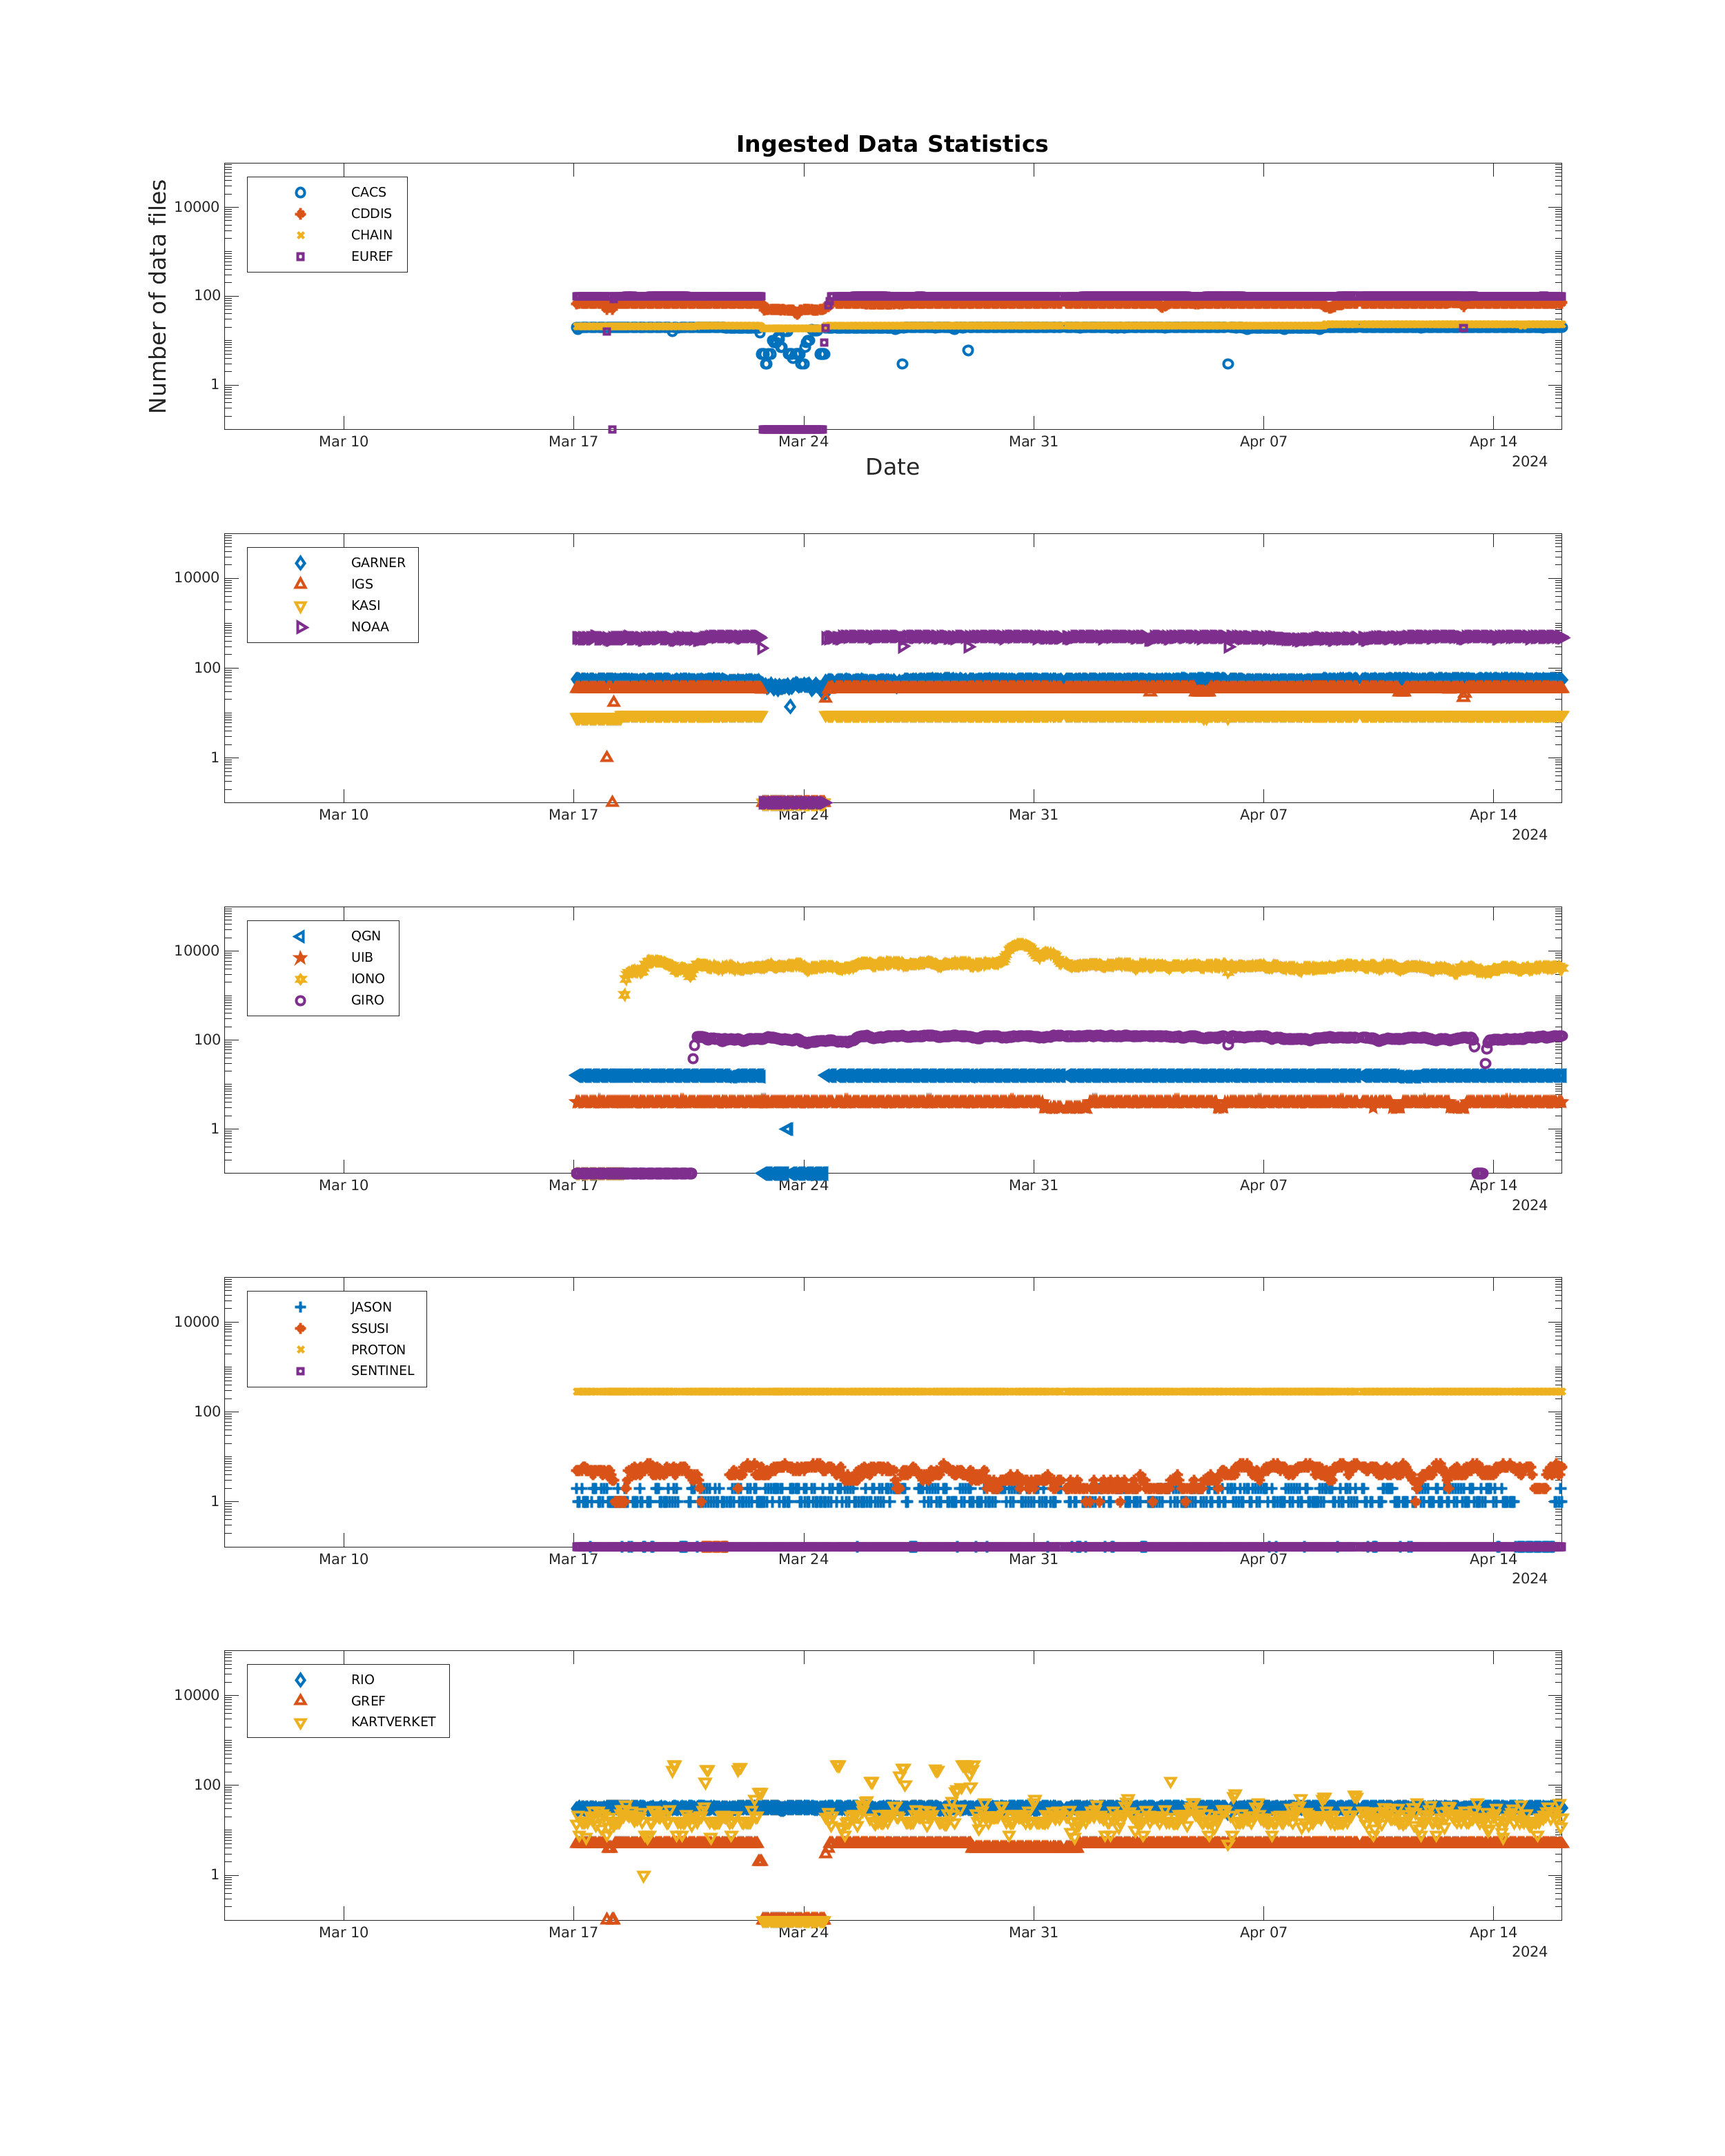 Ingested Data Statistics
Number of data files
10000
100
1
CACS
CDDIS
CHAIN
EUREF
Mar 10 Mar 17 Mar 24 Mar 31 Apr 07 Apr 14
2024
Date
10000
100
1
GARNER
IGS
KASI
NOAA
Mar 10 Mar 17 Mar 24 Mar 31 Apr 07 Apr 14
2024
10000
100
1
QGN
UIB
IONO
GIRO
Mar 10 Mar 17 Mar 24 Mar 31 Apr 07 Apr 14
2024
10000
100
1
JASON
SSUSI
PROTON
SENTINEL
Mar 10 Mar 17 Mar 24 Mar 31 Apr 07 Apr 14
2024
10000
100
1
RIO
GREF
KARTVERKET
Mar 10 Mar 17 Mar 24 Mar 31 Apr 07 Apr 14
2024